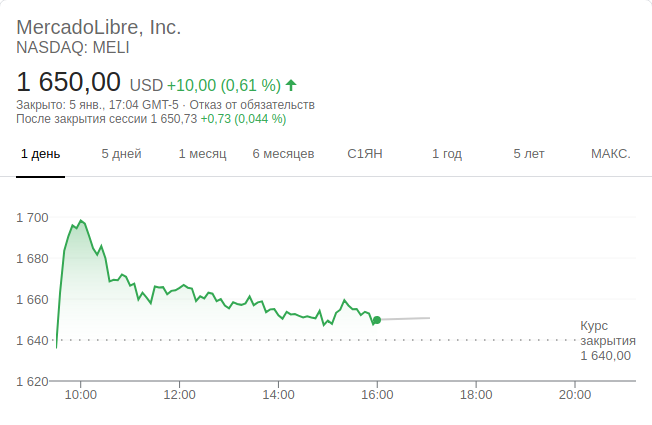 MercadoLibre, Inc.
NASDAQ: MELI
1 650,00 USD +10,00 (0,61 %)
Закрыто: 5 янв., 17:04 GMT-5 · Отказ от обязательств
После закрытия сессии 1 650,73 +0,73 (0,044 %)
1 день 5 дней 1 месяц 6 месяцев С1ЯН 1 год 5 лет МАКС.
1 700
1 680
1 660
1 640
1 620
Курс
закрытия
1 640,00
10:00 12:00 14:00 16:00 18:00 20:00